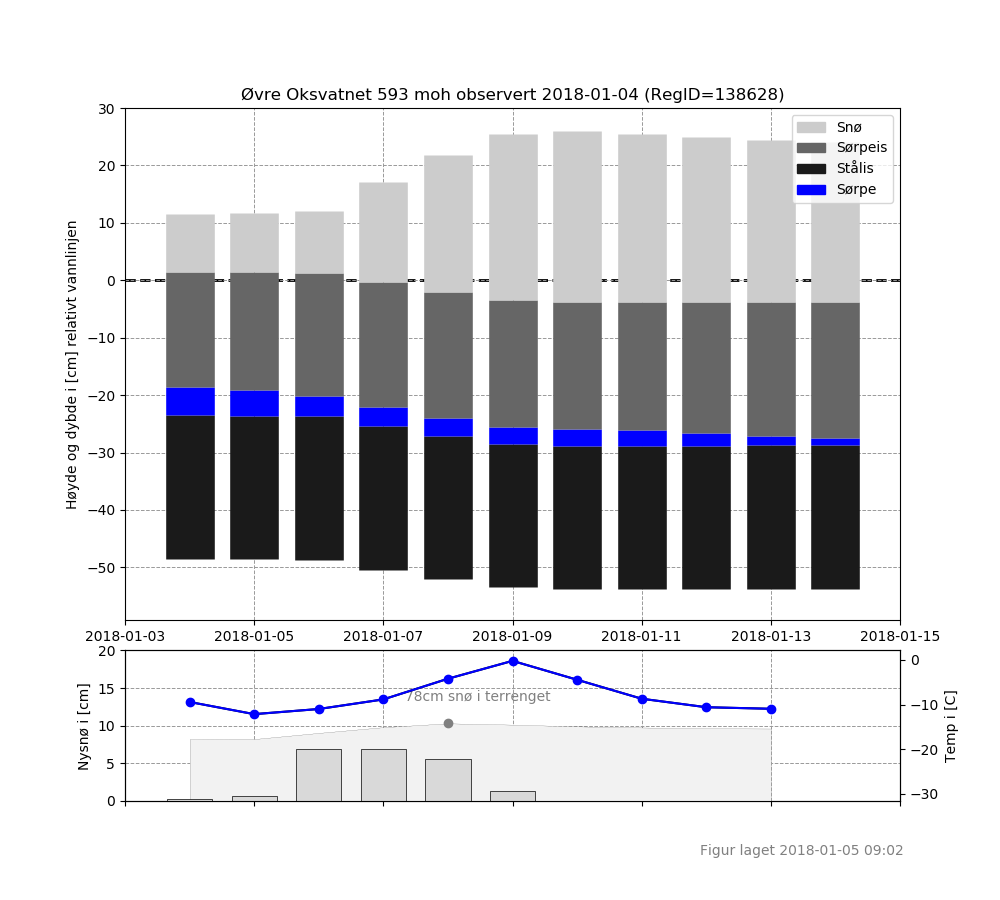 Øvre Oksvatnet 593 moh observert 2018-01-04 (RegID=138628)
Høyde og dybde i [cm] relativt vannlinjen
30
20
10
0
−10
−20
−30
−40
−50
Snø
Sørpeis
Stålis
Sørpe
2018-01-03 2018-01-05 2018-01-07 2018-01-09 2018-01-11 2018-01-13 2018-01-15
Nysnø i [cm]
20
15
10
5
0
78cm snø i terrenget
0
−10
−20
−30
Temp i [C]
Figur laget 2018-01-05 09:02